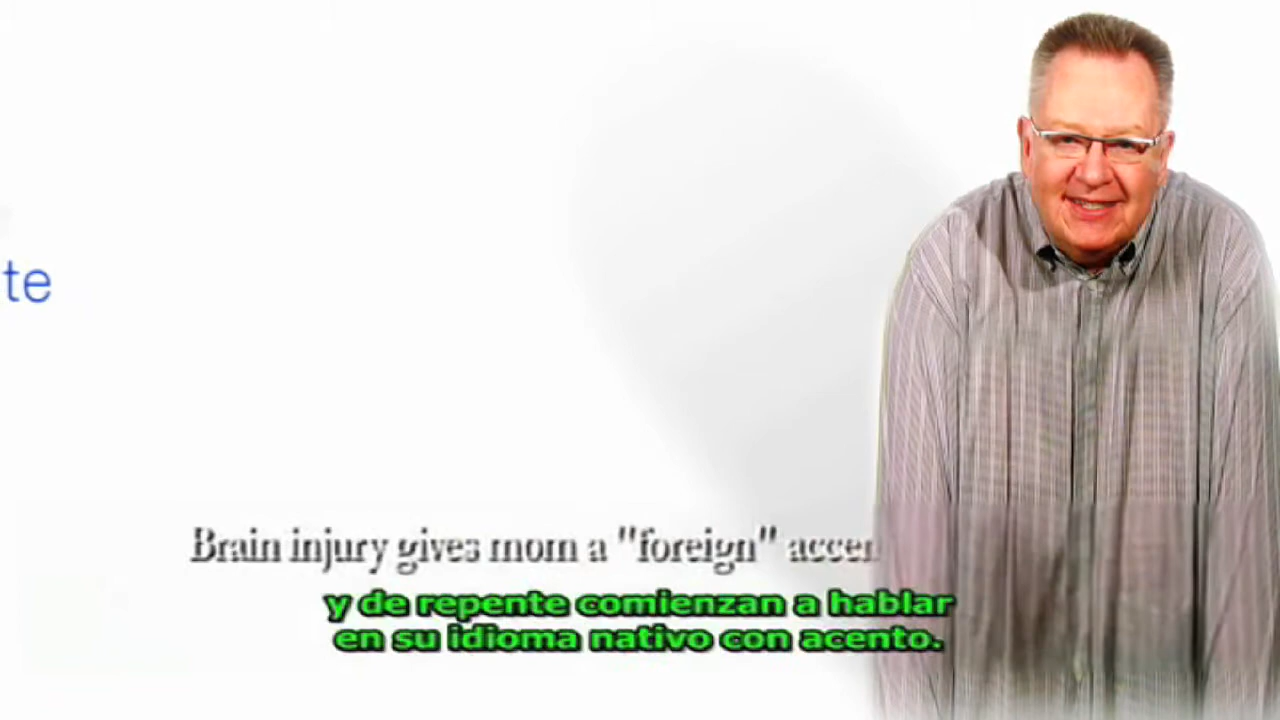 te
Brain injury gives mom a "foreign"
y de repente comienzan a hablar
en su idioma nativo con acento.